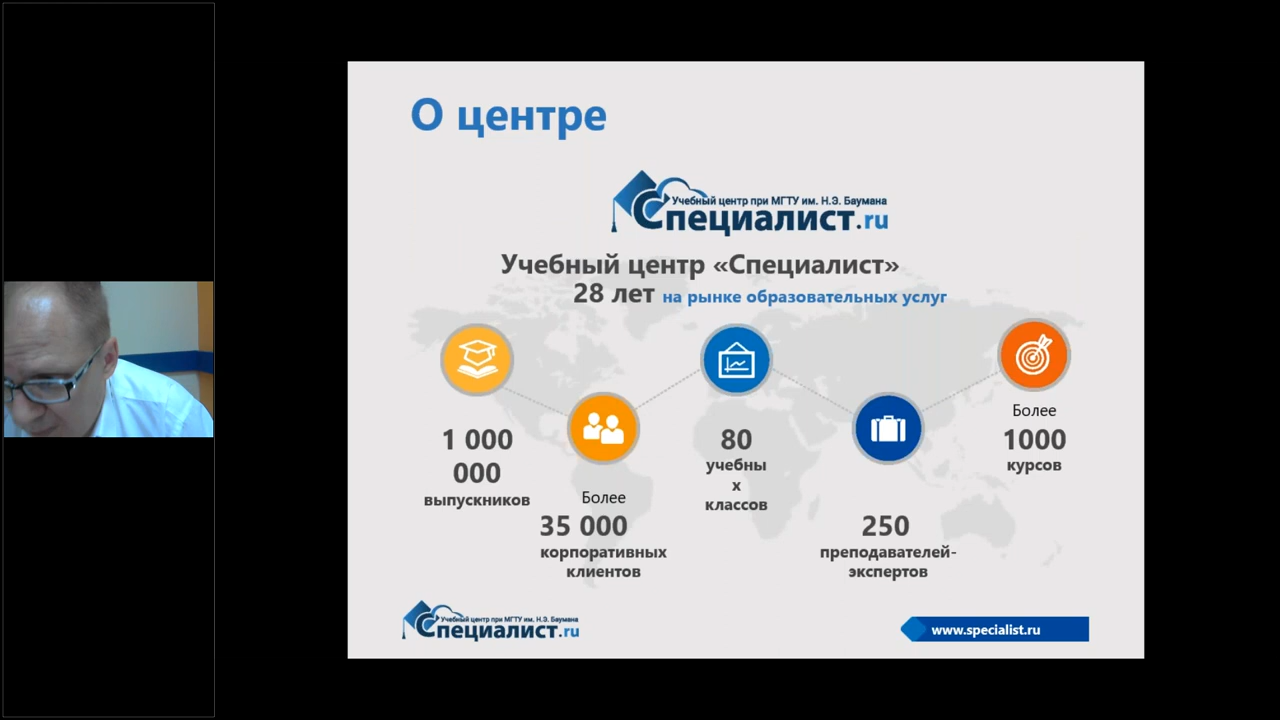 О центре
Учебный центр при МГТУ им. Н.Э. Баумана
Специалист.ru
Учебный центр «Специалист»
28 лет на рынке образовательных услуг
1 000
000
выпускников
Более
35 000
корпоративных
клиентов
80
учебны
х
классов
250
преподавателей-
экспертов
Более
1000
курсов
Учебный центр при МГТУ им. Н.Э. Баумана
Специалист.ru
www.specialist.ru